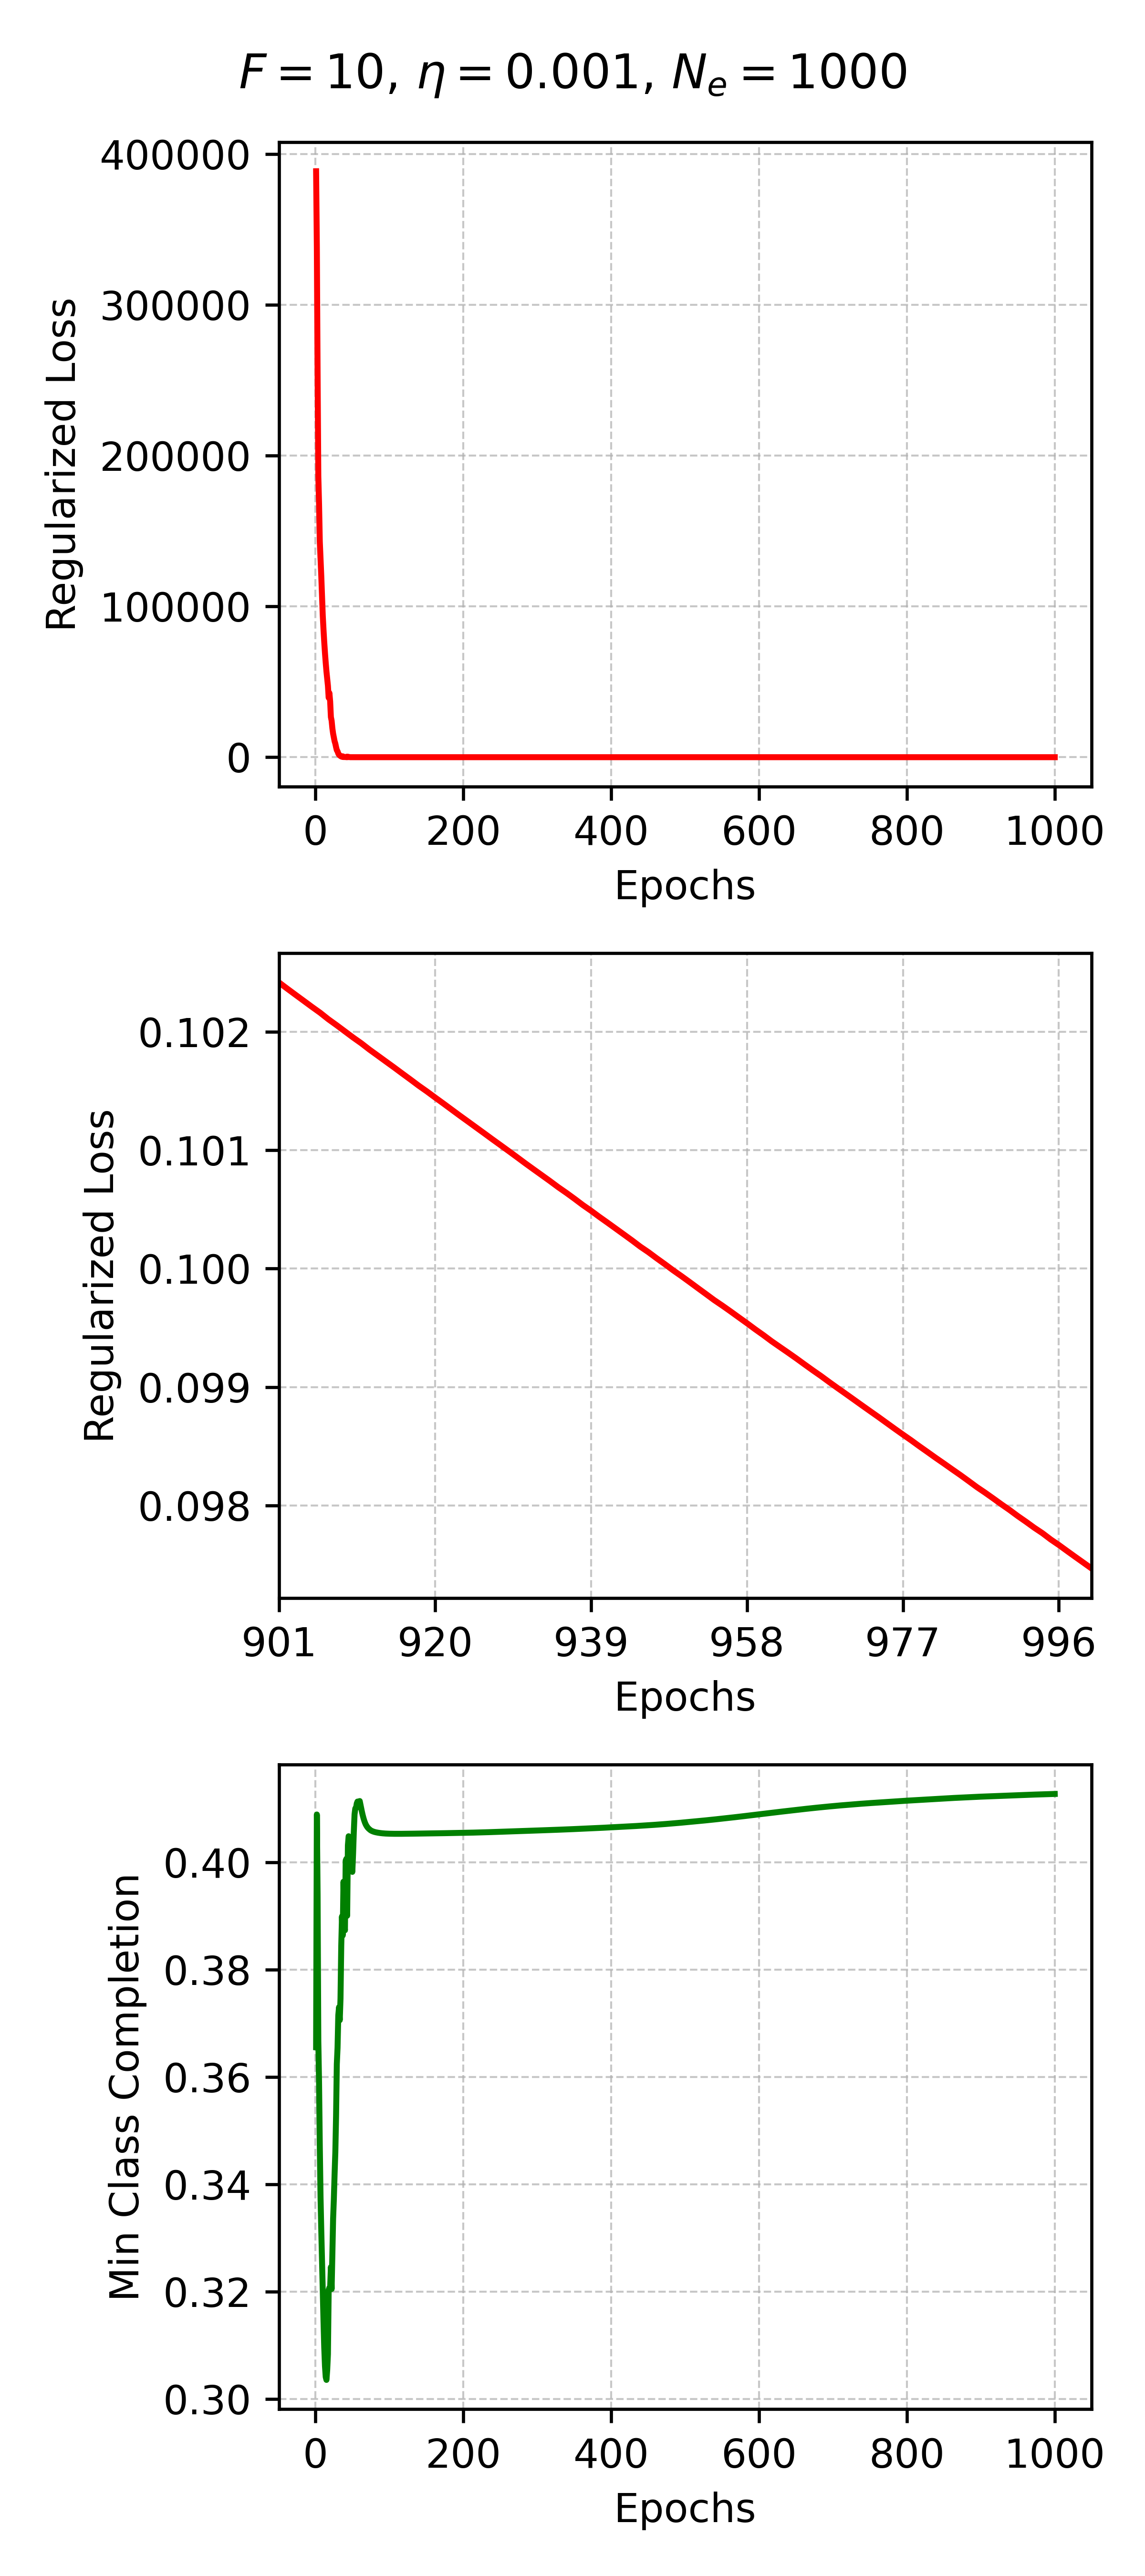 F = 10, η = 0.001, Nₑ = 1000
400000
300000
200000
100000
0
Regularized Loss
0 200 400 600 800 1000
Epochs
0.102
0.101
0.100
0.099
0.098
Regularized Loss
901 920 939 958 977 996
Epochs
0.40
0.38
0.36
0.34
0.32
0.30
Min Class Completion
0 200 400 600 800 1000
Epochs